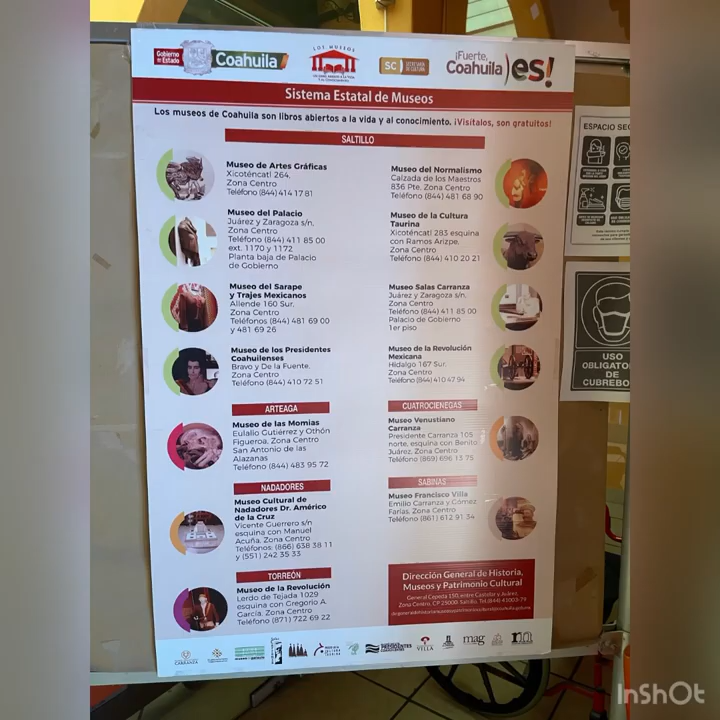 Gobierno de Estado
Coahuila
LOS MUSEOS
SC
SECRETARÍA DE CULTURA
¡Fuerte,
Coahuila es!
Sistema Estatal de Museos
Los museos de Coahuila son libros abiertos a la vida y al conocimiento. ¡Visítalos, son gratuitos!
SALTILLO
Museo de Artes Gráficas
Xicoténcatl 264,
Zona Centro
Teléfono (844) 414 17 81
Museo del Palacio
Juárez y Zaragoza s/n,
Zona Centro
Teléfono (844) 411 85 00
ext. 1170 y 1172
Planta baja de Palacio
de Gobierno
Museo del Sarape
y Trajes Mexicanos
Allende 160 Sur,
Zona Centro
Teléfonos (844) 481 69 00
y 481 69 26
Museo de los Presidentes
Coahuilenses
Bravo y De la Fuente,
Zona Centro
Teléfono (844) 410 72 51
Museo del Normalismo
Calzada de los Maestros
836 Pte. Zona Centro
Teléfono (844) 481 68 90
Museo de la Cultura
Taurina
Xicoténcatl 283 esquina
con Ramos Arizpe,
Zona Centro
Teléfono (844) 410 20 21
Museo Salas Carranza
Juárez y Zaragoza s/n,
Zona Centro
Teléfono (844) 411 85 00
Palacio de Gobierno
1er piso
Museo de la Revolución
Mexicana
Hidalgo 167 Sur,
Zona Centro
Teléfono (844) 410 47 94
ARTEAGA
Museo de las Momias
Eulalio Gutiérrez y Othón
Figueroa, Zona Centro
San Antonio de las
Alazanas
Teléfono (844) 483 95 72
NADADORES
Museo Cultural de
Nadadores Dr. Américo
de la Cruz
Vicente Guerrero s/n
esquina con Manuel
Acuña, Zona Centro
Teléfonos: (866) 638 38 11
y (551) 242 35 33
TORREÓN
Museo de la Revolución
Lerdo de Tejada 1029
esquina con Gregorio A.
García, Zona Centro
Teléfono (871) 722 69 22
CUATROCIENEGAS
Museo Venustiano
Carranza
Presidente Carranza 105
norte, esquina con Benito
Juárez, Zona Centro
Teléfono (869) 696 13 75
SABINAS
Museo Francisco Villa
Emilio Carranza y Gómez
Farías, Zona Centro
Teléfono (861) 612 91 34
Dirección General de Historia,
Museos y Patrimonio Cultural
CARRANZA
VILLA
mag
ESPACIO SEG
USO
OBLIGATO
DE
CUBREBO
InShOt